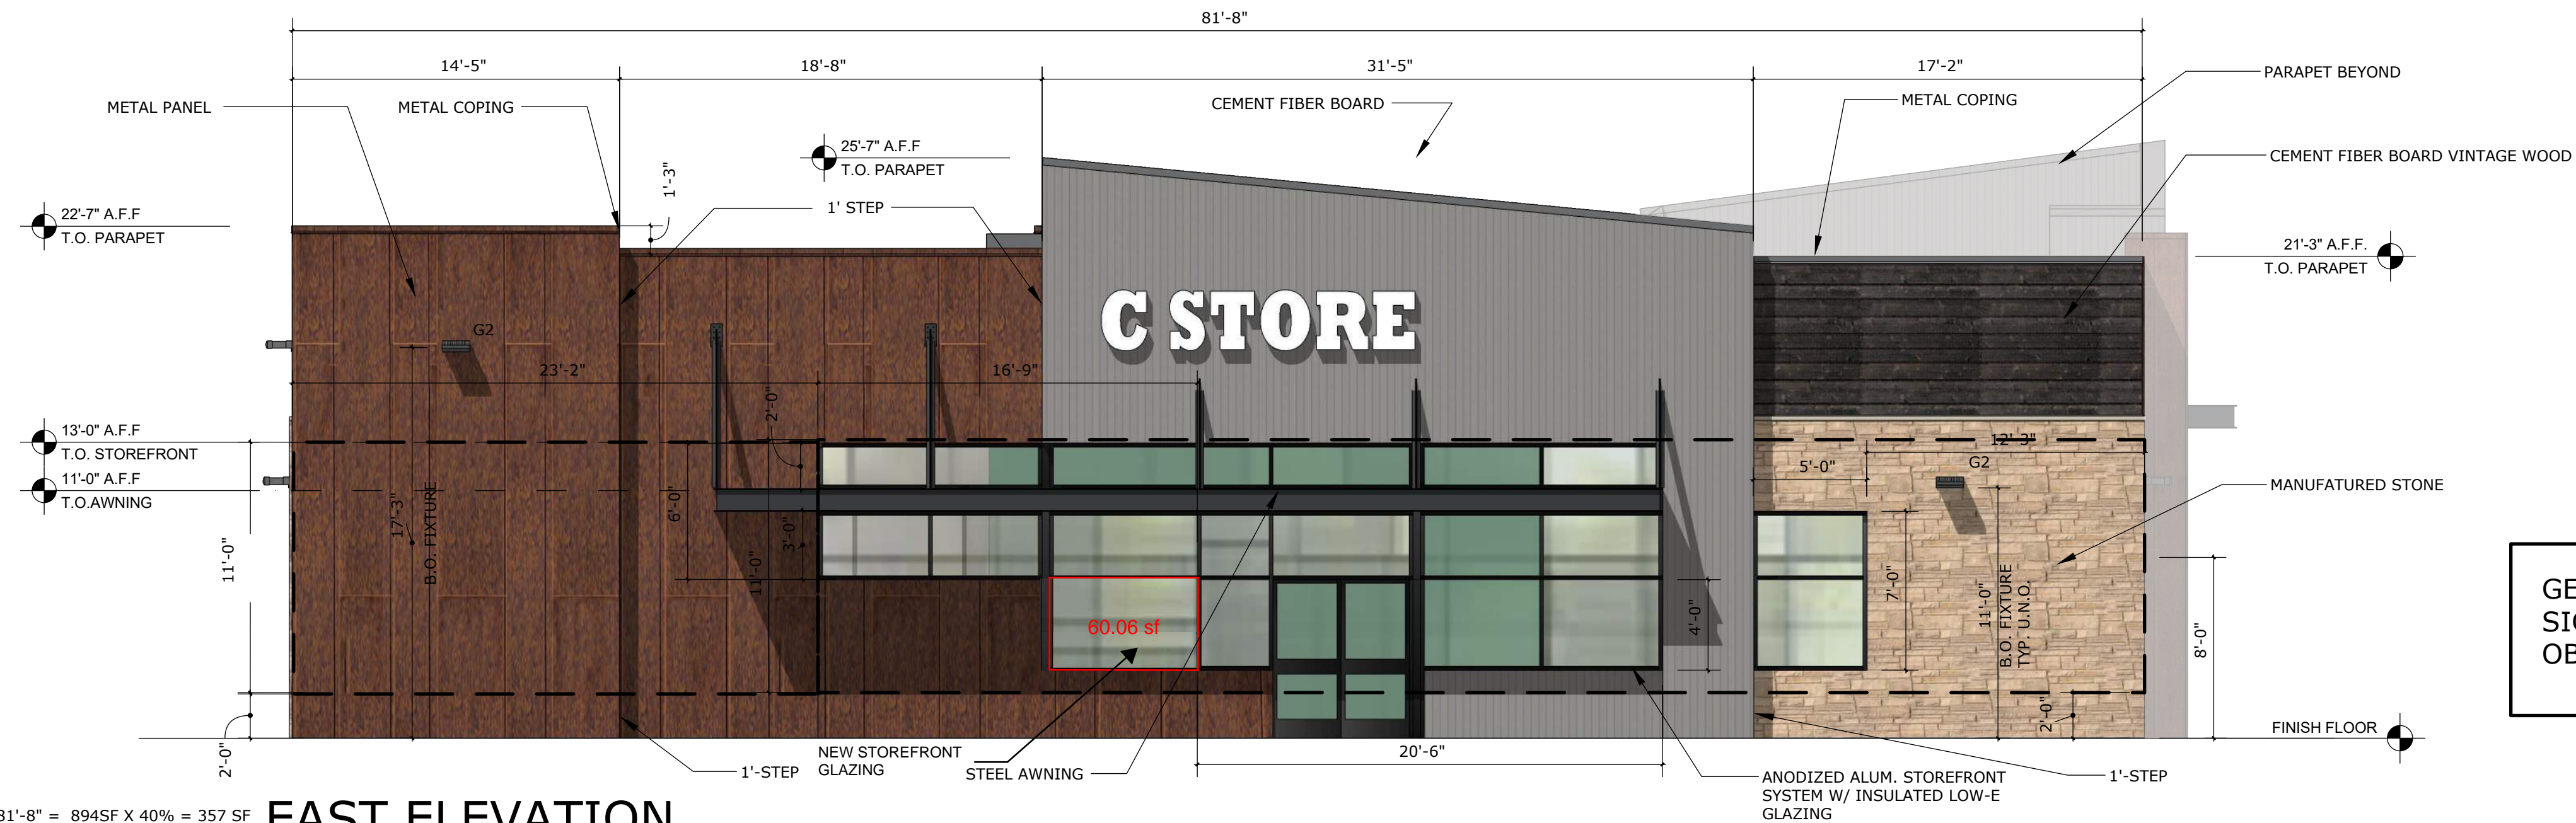 81'-8"
14'-5"
18'-8"
31'-5"
17'-2"
METAL PANEL
METAL COPING
CEMENT FIBER BOARD
METAL COPING
PARAPET BEYOND
25'-7" A.F.F
T.O. PARAPET
1'-3"
1' STEP
CEMENT FIBER BOARD VINTAGE WOOD
22'-7" A.F.F
T.O. PARAPET
21'-3" A.F.F.
T.O. PARAPET
C STORE
G2
23'-2"
16'-9"
2'-0"
13'-0" A.F.F
T.O. STOREFRONT
11'-0" A.F.F
T.O.AWNING
12'-3"
5'-0"
G2
MANUFATURED STONE
17'-3"
B.O. FIXTURE
6'-0"
3'-0"
11'-0"
11'-0"
60.06 sf
4'-0"
7'-0"
11'-0"
B.O. FIXTURE
TYP. U.N.O.
8'-0"
2'-0"
2'-0"
FINISH FLOOR
1'-STEP
NEW STOREFRONT
GLAZING
STEEL AWNING
20'-6"
ANODIZED ALUM. STOREFRONT
SYSTEM W/ INSULATED LOW-E
GLAZING
1'-STEP
81'-8" = 894SF X 40% = 357 SF
EAST ELEVATION